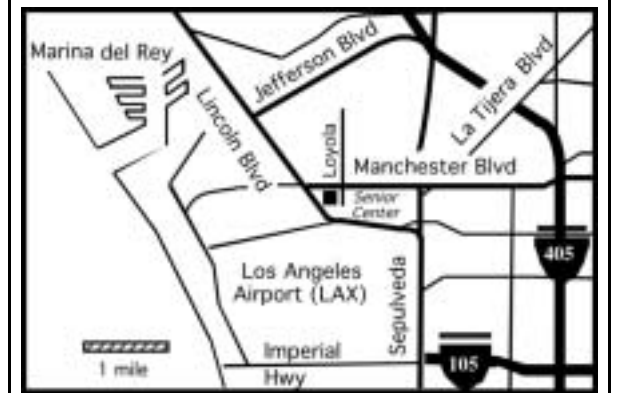 Marina del Rey
Jefferson Blvd
La Tijera Blvd
Lincoln Blvd
Loyola
Manchester Blvd
Senior
Center
405
Los Angeles
Airport (LAX)
Sepulveda
Imperial
Hwy
105
1 mile